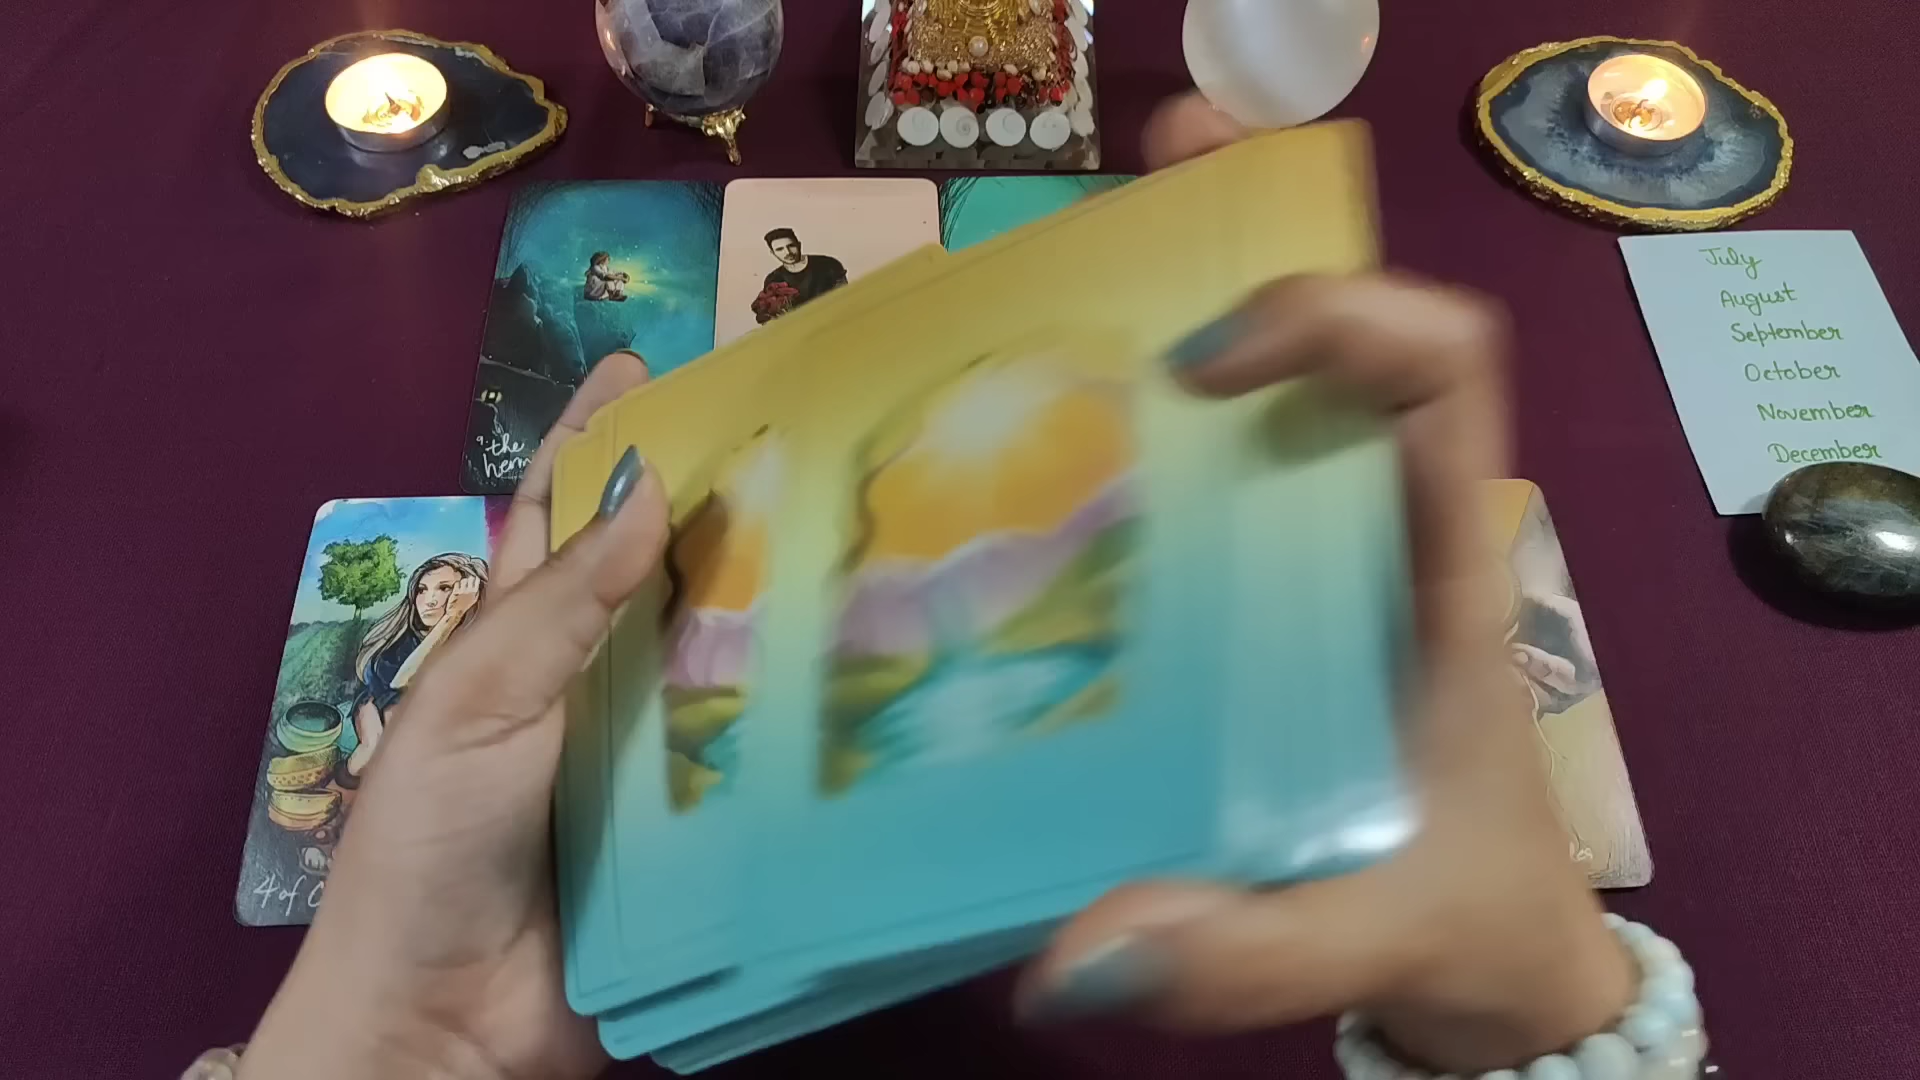 9. the
herm
July
August
September
October
November
December
4 of C